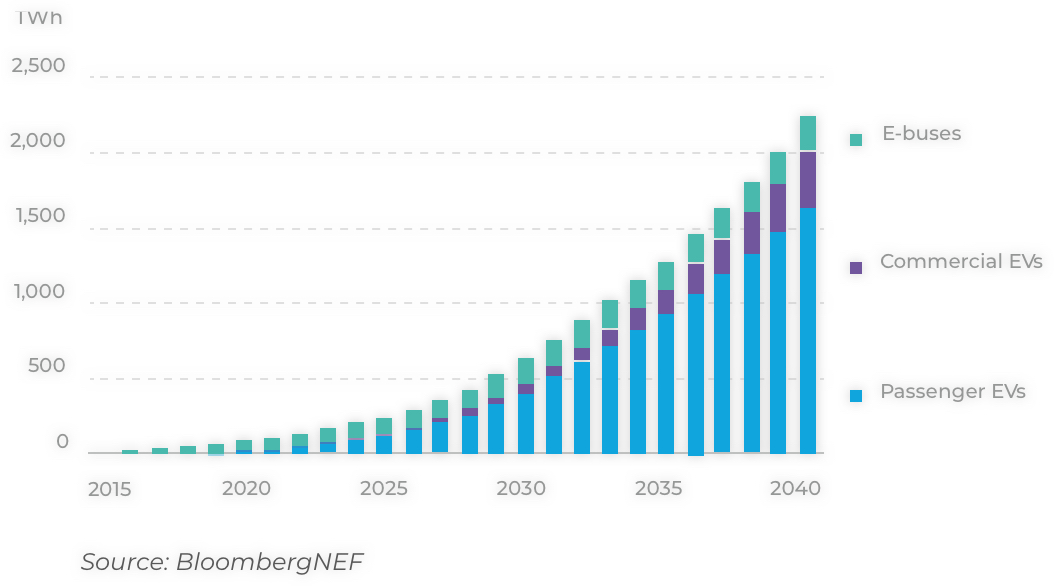 TWh
2,500
2,000
1,500
1,000
500
0
2015 2020 2025 2030 2035 2040
E-buses
Commercial EVs
Passenger EVs
Source: BloombergNEF